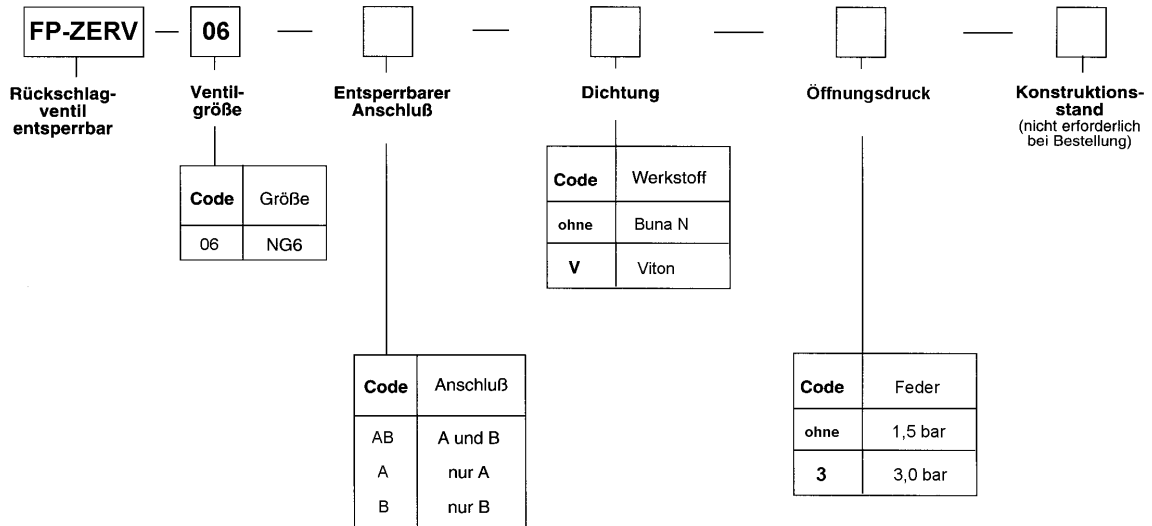 FP-ZERV — 06 — — — —
Rückschlag-
ventil
entsperrbar
Ventil-
größe
Entsperrbarer
Anschluß
Dichtung
Öffnungsdruck
Konstruktions-
stand
(nicht erforderlich
bei Bestellung)
Code Größe
06 NG6
Code Werkstoff
ohne Buna N
V Viton
Code Anschluß
AB A und B
A nur A
B nur B
Code Feder
ohne 1,5 bar
3 3,0 bar